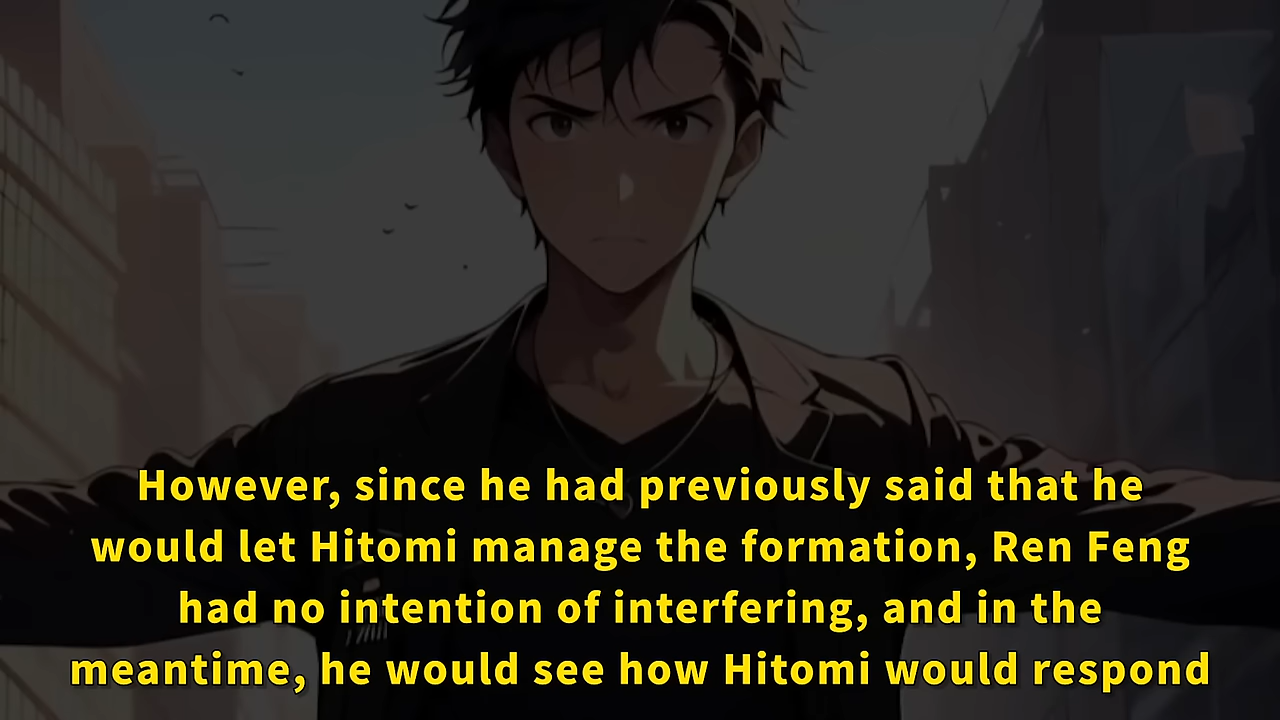 However, since he had previously said that he
would let Hitomi manage the formation, Ren Feng
had no intention of interfering, and in the
meantime, he would see how Hitomi would respond